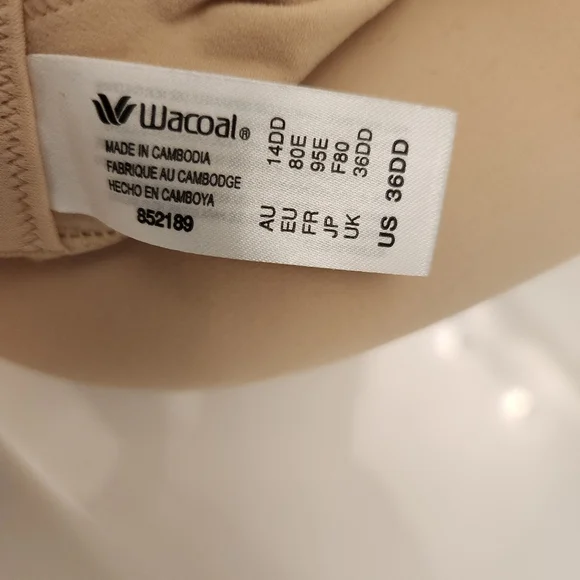 Wacoal®
MADE IN CAMBODIA
FABRIQUE AU CAMBODGE
HECHO EN CAMBOYA
852189
AU 14DD
EU 80E
FR 95E
JP F80
UK 36DD
US 36DD